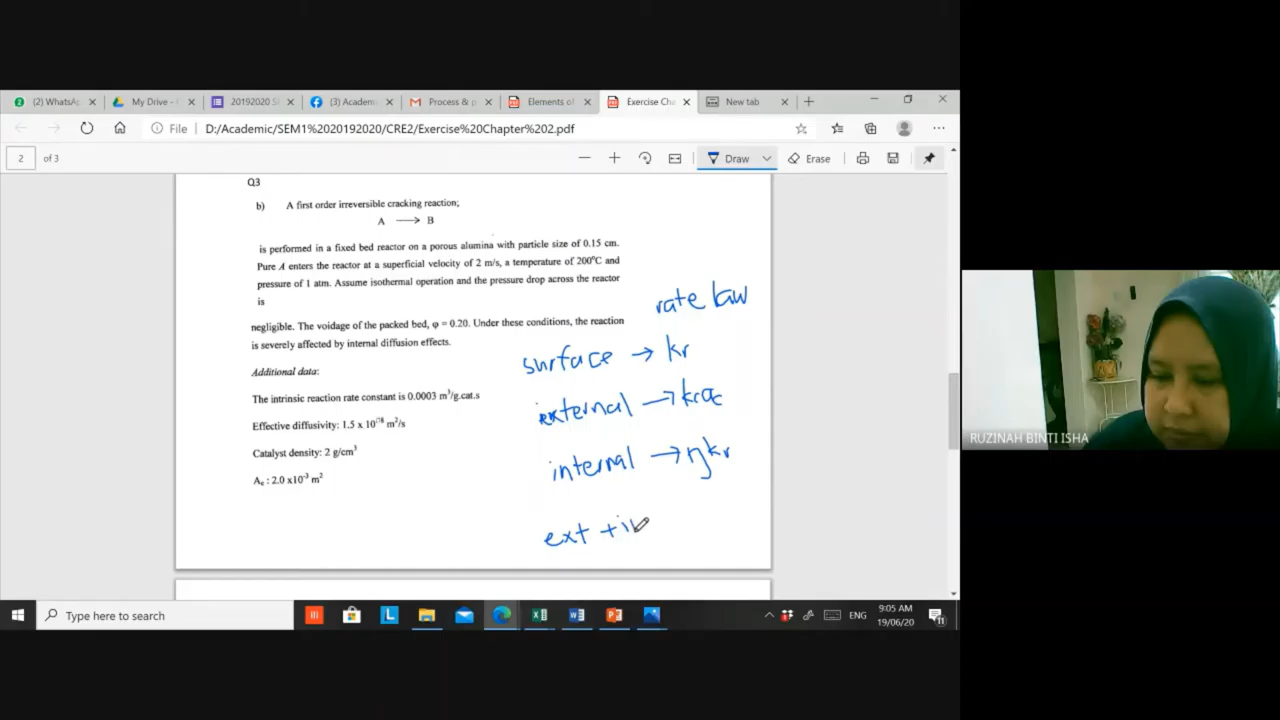 (2) WhatsAp
My Drive -
20192020 S
(3) Academ
Process & p
Elements of
Exercise Cha
New tab
File
D:/Academic/SEM1%2020192020/CRE2/Exercise%20Chapter%202.pdf
2
of 3
Draw
Erase
Q3
b) A first order irreversible cracking reaction;
A → B
is performed in a fixed bed reactor on a porous alumina with particle size of 0.15 cm.
Pure A enters the reactor at a superficial velocity of 2 m/s, a temperature of 200°C and
pressure of 1 atm. Assume isothermal operation and the pressure drop across the reactor
is
negligible. The voidage of the packed bed, φ = 0.20. Under these conditions, the reaction
is severely affected by internal diffusion effects.
Additional data:
The intrinsic reaction rate constant is 0.0003 m³/g.cat.s
Effective diffusivity: 1.5 x 10⁻⁸ m²/s
Catalyst density: 2 g/cm³
Ac : 2.0 x10⁻³ m²
rate law
surface → kr
external → krac
internal → ηkr
ext + in
RUZINAH BINTI ISHA
Type here to search
ENG
9:05 AM
19/06/20